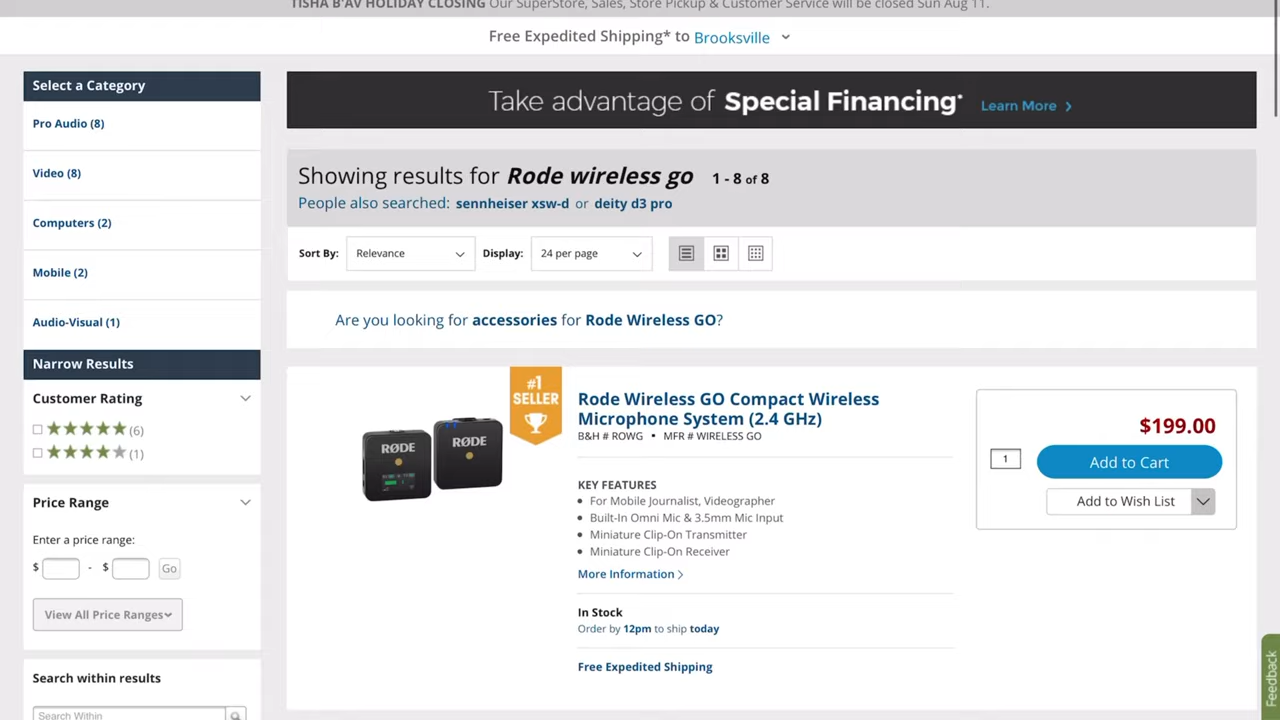 TISHA B'AV HOLIDAY CLOSING Our SuperStore, Sales, Store Pickup & Customer Service will be closed Sun Aug 11.
Free Expedited Shipping* to Brooksville
Select a Category
Pro Audio (8)
Video (8)
Computers (2)
Mobile (2)
Audio-Visual (1)
Narrow Results
Customer Rating
(6)
(1)
Price Range
Enter a price range:
$ - $ Go
View All Price Ranges
Search within results
Search Within
Take advantage of Special Financing* Learn More
Showing results for Rode wireless go 1 - 8 of 8
People also searched: sennheiser xsw-d or deity d3 pro
Sort By: Relevance Display: 24 per page
Are you looking for accessories for Rode Wireless GO?
RØDE
RØDE
#1
SELLER
Rode Wireless GO Compact Wireless
Microphone System (2.4 GHz)
B&H # ROWG • MFR # WIRELESS GO
KEY FEATURES
For Mobile Journalist, Videographer
Built-In Omni Mic & 3.5mm Mic Input
Miniature Clip-On Transmitter
Miniature Clip-On Receiver
More Information
In Stock
Order by 12pm to ship today
Free Expedited Shipping
$199.00
1 Add to Cart
Add to Wish List
Feedback